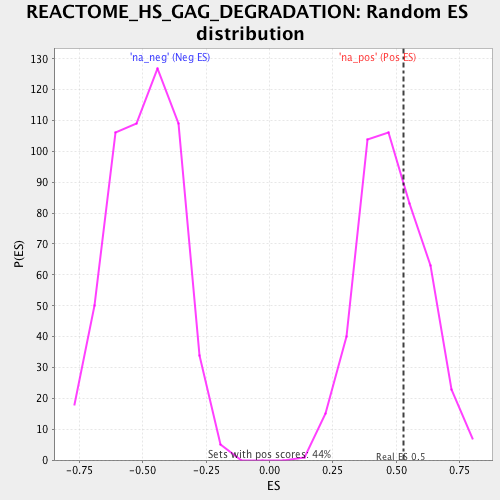 REACTOME_HS_GAG_DEGRADATION: Random ES
distribution
'na_neg' (Neg ES)
'na_pos' (Pos ES)
130
120
110
100
90
80
70
60
50
40
30
20
10
0
P(ES)
Sets with pos scores: 44%
Real ES 0.5
-0.75 -0.50 -0.25 0.00 0.25 0.50 0.75
ES